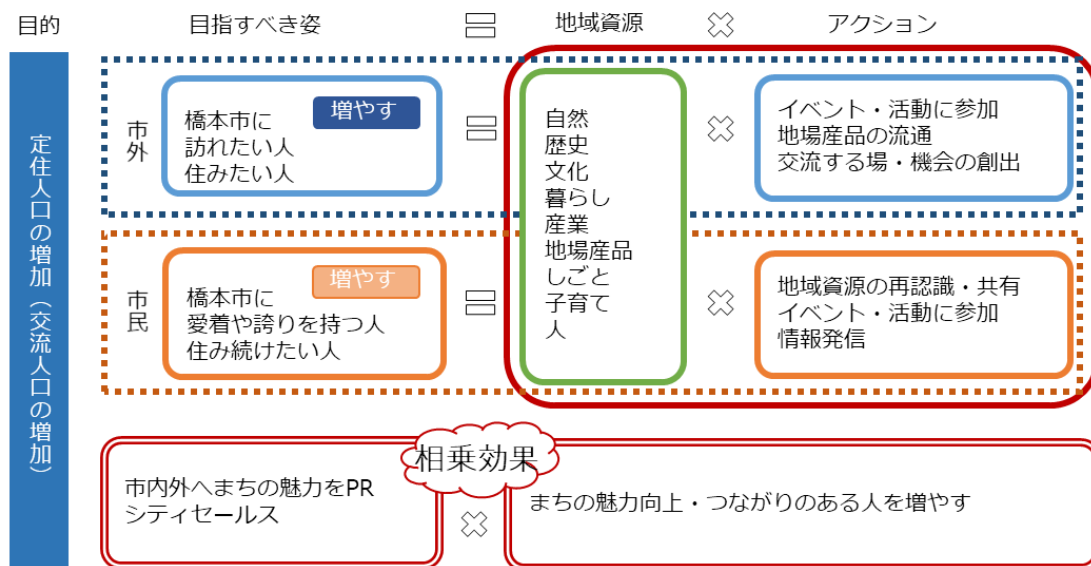 目的
目指すべき姿
地域資源
アクション
定住人口の増加(交流人口の増加)
市外
増やす
橋本市に
訪れたい人
住みたい人
自然
歴史
文化
暮らし
産業
地場産品
しごと
子育て
人
イベント・活動に参加
地場産品の流通
交流する場・機会の創出
市民
増やす
橋本市に
愛着や誇りを持つ人
住み続けたい人
地域資源の再認識・共有
イベント・活動に参加
情報発信
相乗効果
市内外へまちの魅力をPR
シティセールス
まちの魅力向上・つながりのある人を増やす